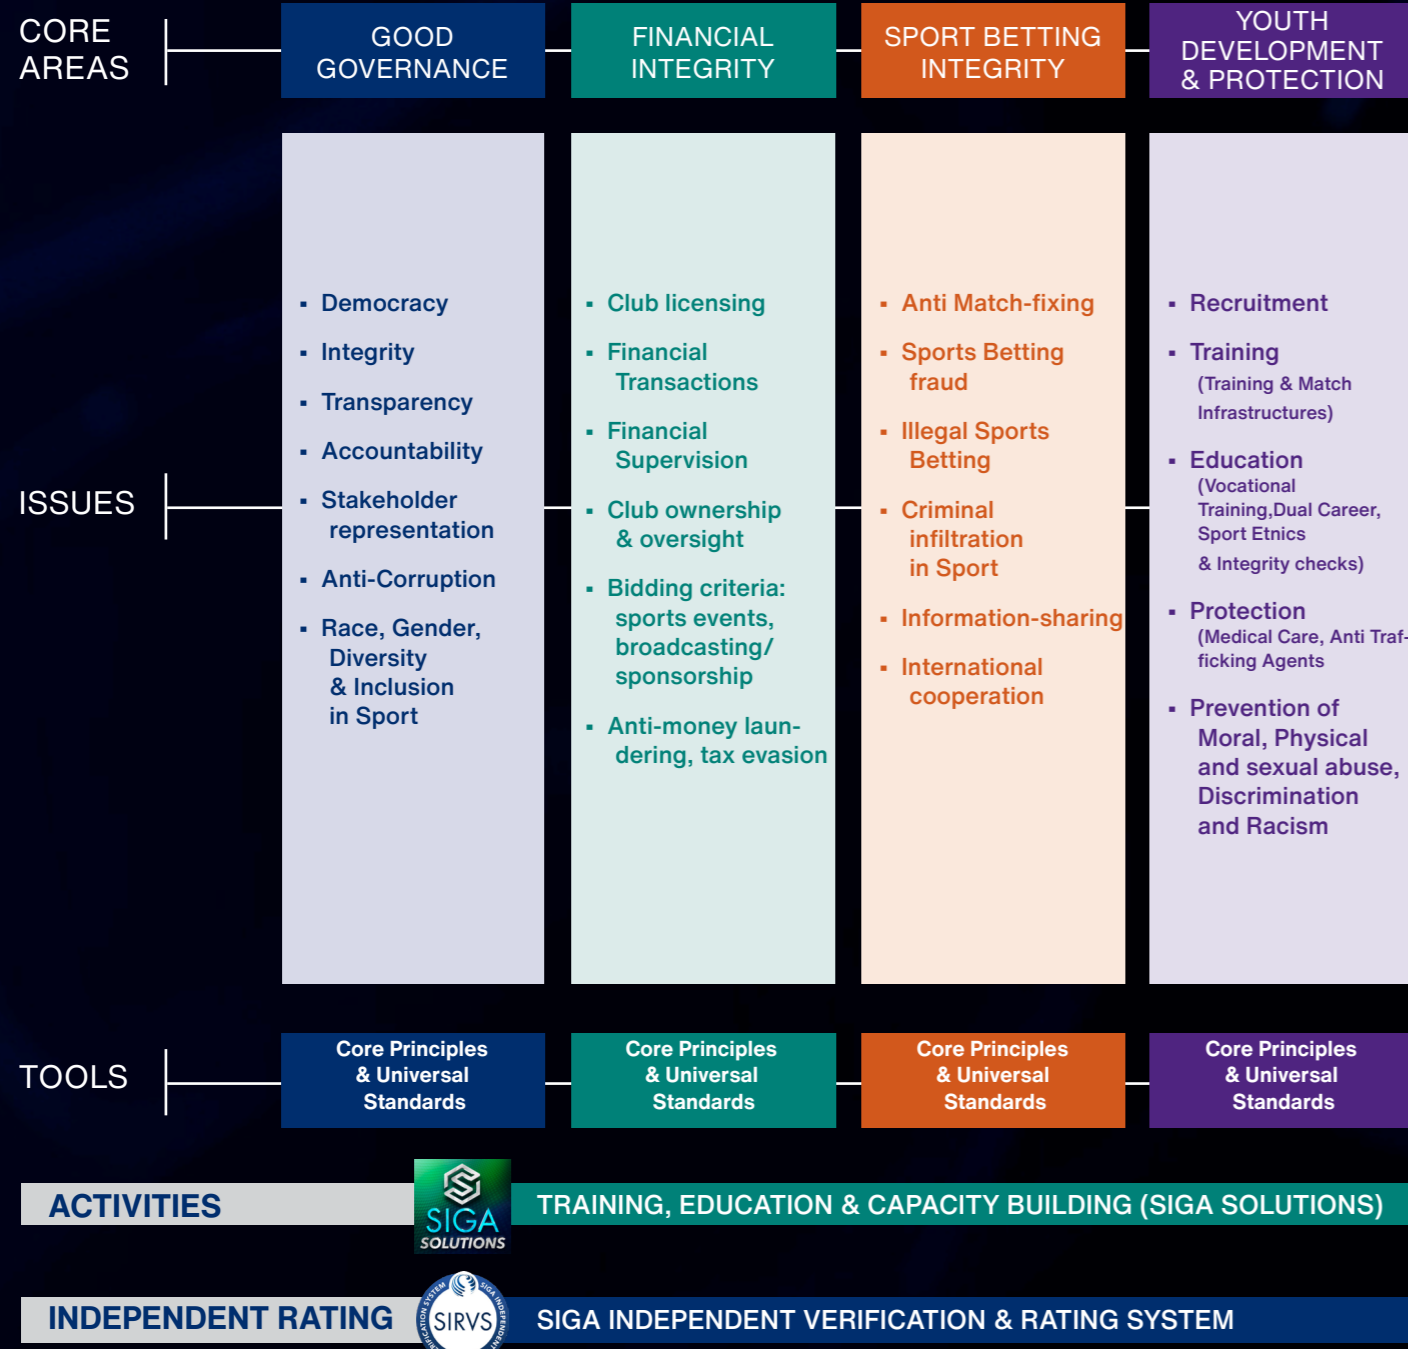 CORE
AREAS
GOOD
GOVERNANCE
FINANCIAL
INTEGRITY
SPORT BETTING
INTEGRITY
YOUTH
DEVELOPMENT
& PROTECTION
ISSUES
▪ Democracy
▪ Integrity
▪ Transparency
▪ Accountability
▪ Stakeholder
representation
▪ Anti-Corruption
▪ Race, Gender,
Diversity
& Inclusion
in Sport
▪ Club licensing
▪ Financial
Transactions
▪ Financial
Supervision
▪ Club ownership
& oversight
▪ Bidding criteria:
sports events,
broadcasting/
sponsorship
▪ Anti-money laun-
dering, tax evasion
▪ Anti Match-fixing
▪ Sports Betting
fraud
▪ Illegal Sports
Betting
▪ Criminal
infiltration
in Sport
▪ Information-sharing
▪ International
cooperation
▪ Recruitment
▪ Training
(Training & Match
Infrastructures)
▪ Education
(Vocational
Training,Dual Career,
Sport Etnics
& Integrity checks)
▪ Protection
(Medical Care, Anti Traf-
ficking Agents
▪ Prevention of
Moral, Physical
and sexual abuse,
Discrimination
and Racism
TOOLS
Core Principles
& Universal
Standards
Core Principles
& Universal
Standards
Core Principles
& Universal
Standards
Core Principles
& Universal
Standards
ACTIVITIES
SIGA
SOLUTIONS
TRAINING, EDUCATION & CAPACITY BUILDING (SIGA SOLUTIONS)
INDEPENDENT RATING
SIGA INDEPENDENT
SYSTEM
SIRVS
SIGA INDEPENDENT VERIFICATION & RATING SYSTEM